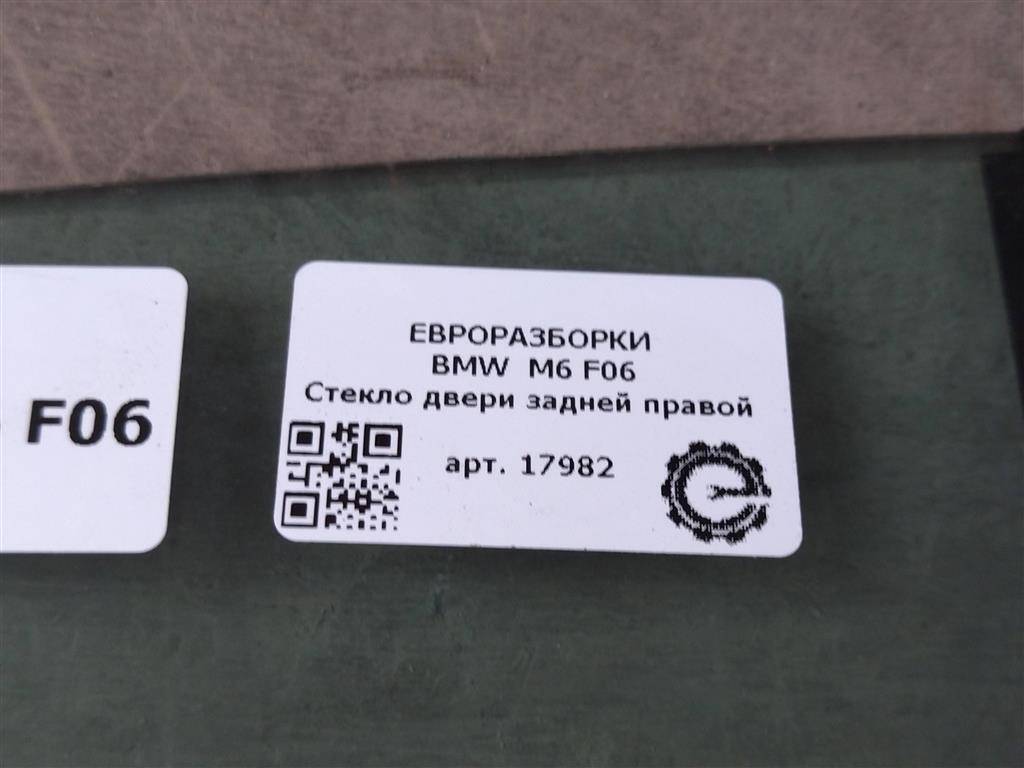 F06
ЕВРОРАЗБОРКИ
BMW M6 F06
Стекло двери задней правой
арт. 17982